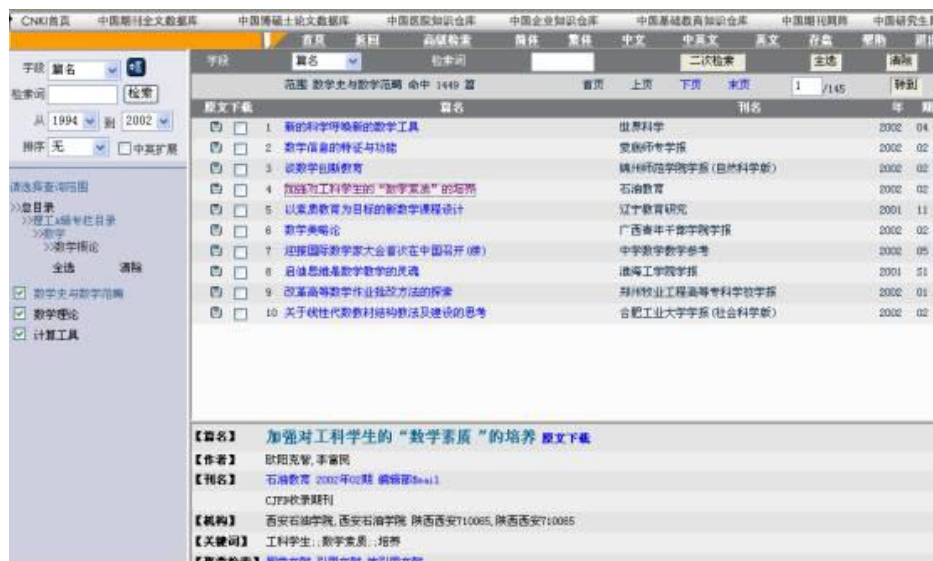 CNKI首页 中国期刊全文数据库 中国博硕士论文数据库 中国医院知识仓库 中国企业知识仓库 中国基础教育知识仓库 中国期刊网网 中国研究生
首页 返回 高级检索 简体 繁体 中文 中英文 英文 存盘 帮助 退出
字段 篇名
检索词 检索
从 1994 到 2002
排序 无 中英扩展
请选择查询范围
>>总目录
>>理工A辑专栏目录
>>数学
>>数学概论
全选 清除
数学史与数学范畴
数学理论
计算工具
字段 篇名 检索词 二次检索 全选 清除
范围 数学史与数学范畴 命中 1449 篇 首页 上页 下页 末页 1 /145 转到
原文下载 篇名 刊名 年 期
1 新的科学呼唤新的数学工具 世界科学 2002 04
2 数学信息的特征与功能 学报 2002 02
3 谈数学创新教育 锦州师范学院学报(自然科学版) 2002 02
4 加强对工科学生的“数学素质”的培养 石油教育 2002 02
5 以素质教育为目标的新数学课程设计 辽宁教育研究 2001 11
6 数学美略论 广西青年干部学院学报 2002 02
7 迎接国际数学家大会首次在中国召开(续) 中学数学教学参考 2002 05
8 启迪思维是数学教学的灵魂 淮海工学院学报 2001 S1
9 改革高等数学作业批改方法的探索 郑州牧业工程高等专科学校学报 2002 01
10 关于线性代数教材结构教法及建设的思考 合肥工业大学学报(社会科学版) 2002 02
【篇名】 加强对工科学生的“数学素质”的培养 原文下载
【作者】 欧阳克智,李富民
【刊名】 石油教育 2002年02期 编辑部Email
CJFD收录期刊
【机构】 西安石油学院,西安石油学院 陕西西安710065,陕西西安710065
【关键词】 工科学生;;数学素质;;培养